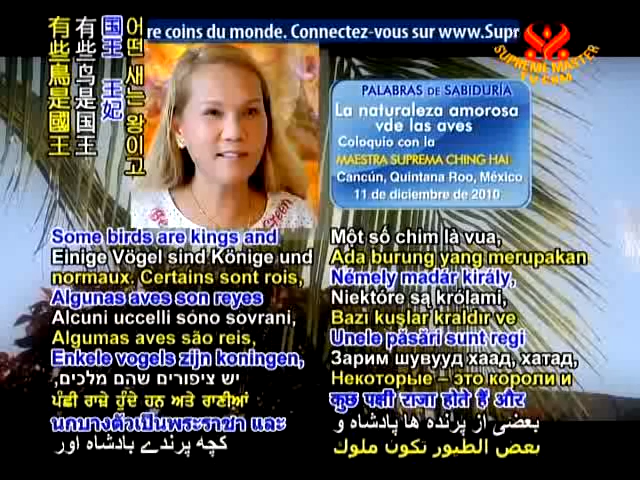 re coins du monde. Connectez-vous sur www.Supr
SUPREME MASTER
TV.COM
어떤 새는 왕이고
国王 王妃
有些鸟是国王
有些鳥是國王
PALABRAS DE SABIDURÍA
La naturaleza amorosa
vde las aves
Coloquio con la
MAESTRA SUPREMA CHING HAI
Cancún, Quintana Roo, México
11 de diciembre de 2010
Some birds are kings and
Einige Vögel sind Könige und
normaux. Certains sont rois,
Algunas aves son reyes
Alcuni uccelli sóno sovrani,
Algumas aves são reis,
Enkele vogels zijn koningen,
יש ציפורים שהם מלכים,
ਪੰਛੀ ਰਾਜੇ ਹੁੰਦੇ ਹਨ ਅਤੇ ਰਾਣੀਆਂ
นกบางตัวเป็นพระราชา และ
کچه پرندے بادشاه اور
Một số chim là vua,
Ada burung yang merupakan
Némely madár király,
Niektóre są królami,
Bazı kuşlar kraldır ve
Unele păsări sunt regi
Зарим шувууд хаад, хатад,
Некоторые – это короли и
कुछ पक्षी राजा होते हैं और
بعضی از پرنده ها پادشاه و
بعض الطيور تكون ملوك